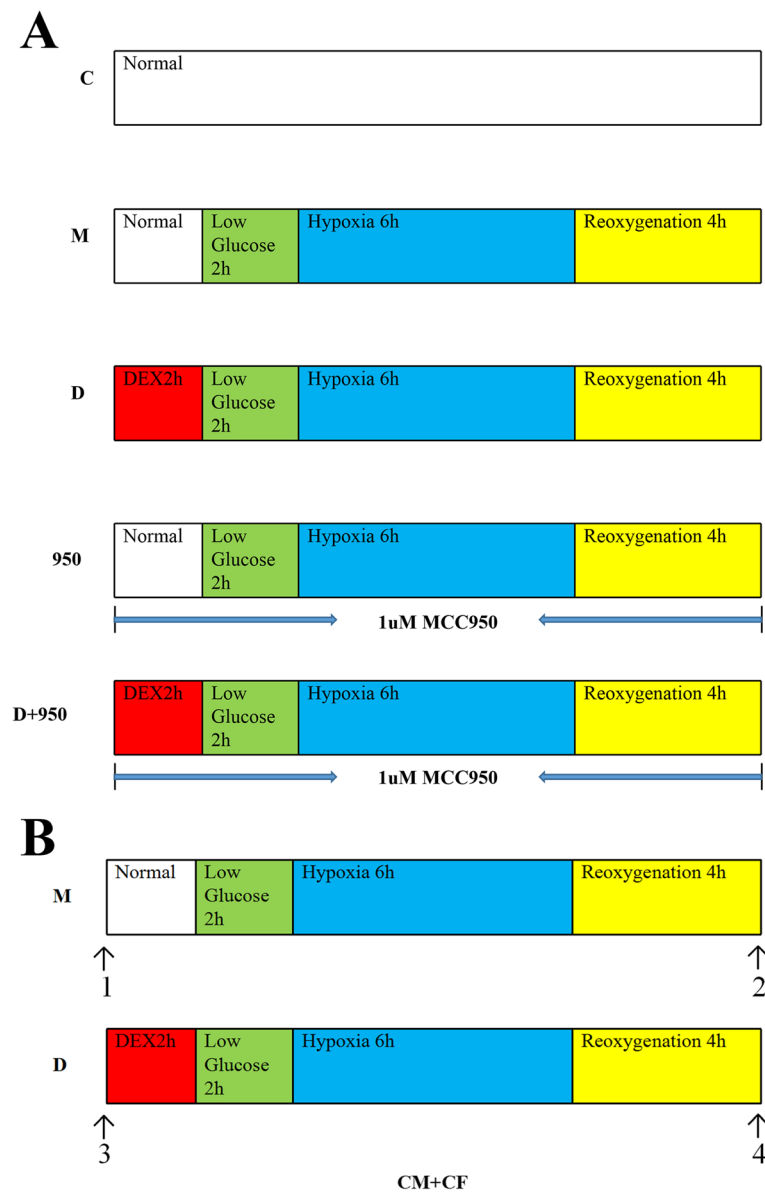 A
C
Normal
M
Normal
Low
Glucose
2h
Hypoxia 6h
Reoxygenation 4h
D
DEX2h
Low
Glucose
2h
Hypoxia 6h
Reoxygenation 4h
950
Normal
Low
Glucose
2h
Hypoxia 6h
Reoxygenation 4h
1uM MCC950
D+950
DEX2h
Low
Glucose
2h
Hypoxia 6h
Reoxygenation 4h
1uM MCC950
B
M
Normal
Low
Glucose
2h
Hypoxia 6h
Reoxygenation 4h
1
2
D
DEX2h
Low
Glucose
2h
Hypoxia 6h
Reoxygenation 4h
3
4
CM+CF